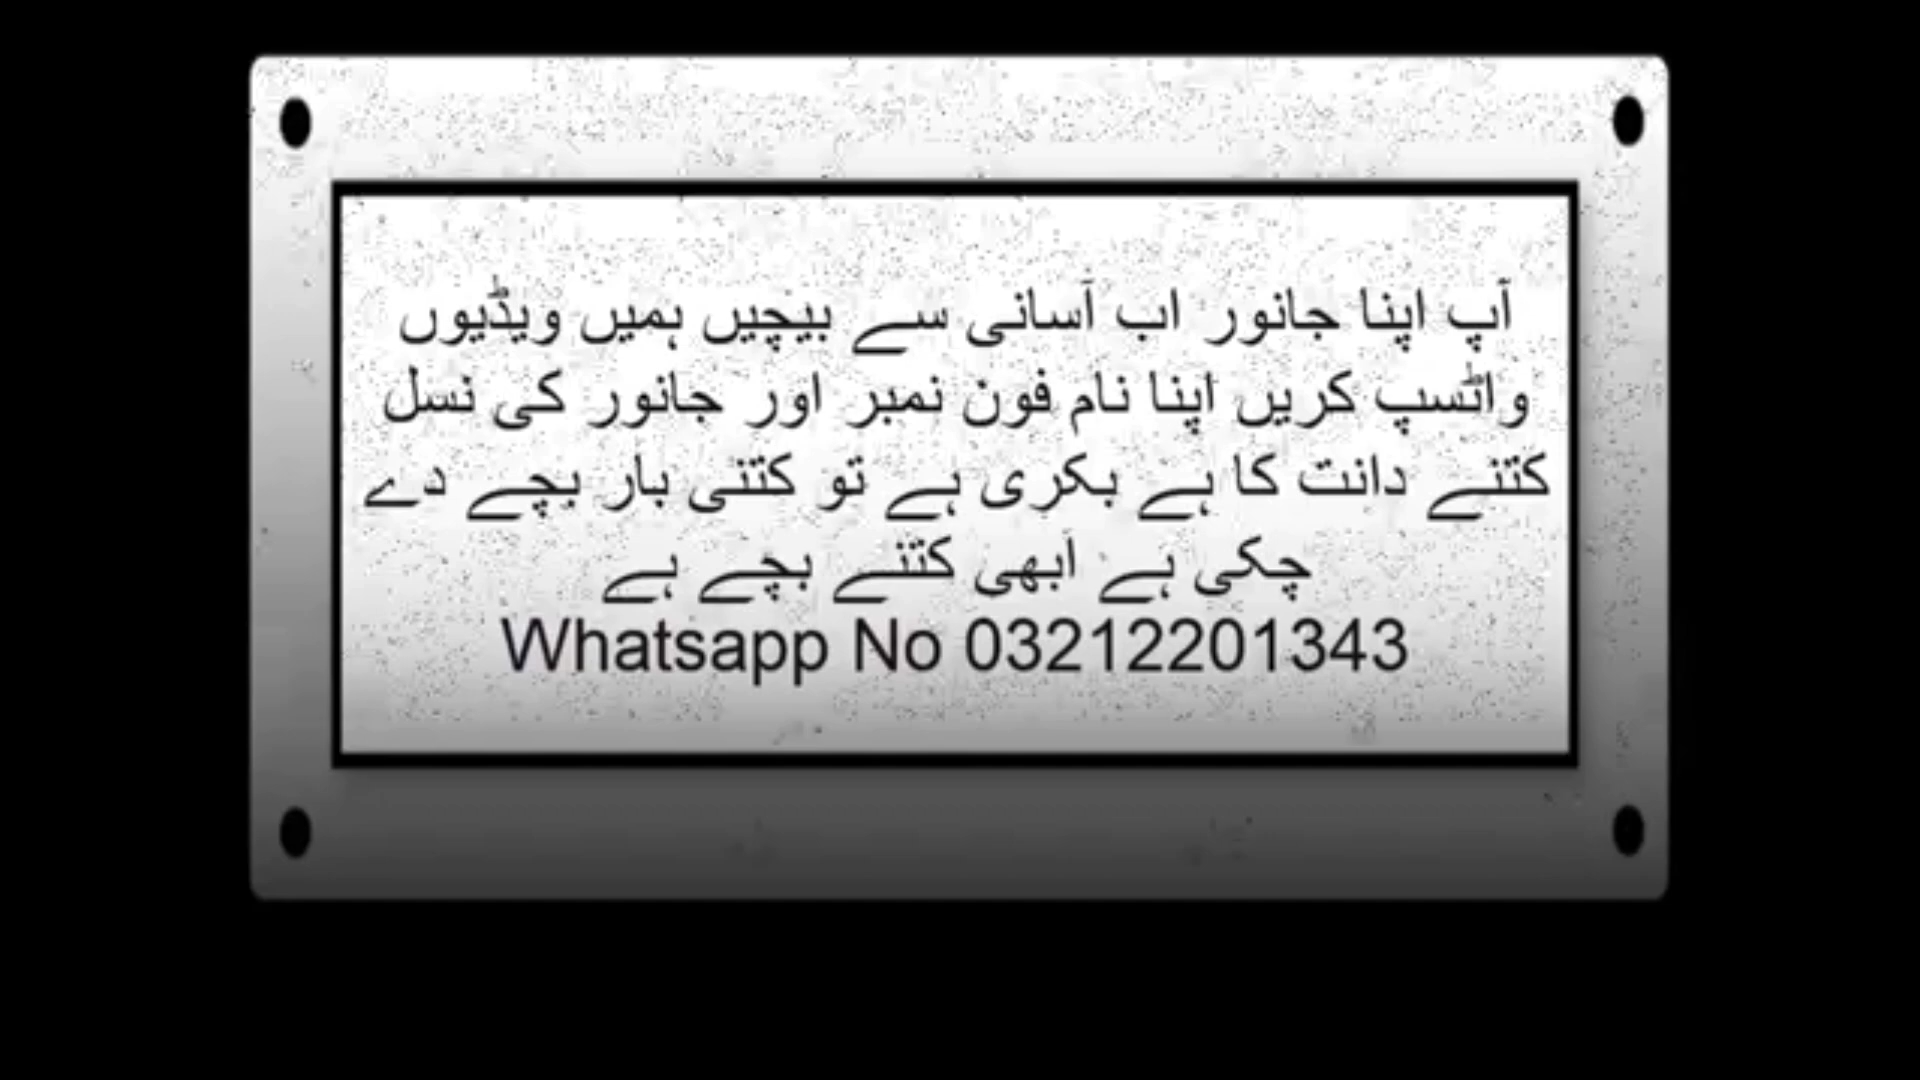 آپ اپنا جانور اب آسانی سے بیچیں ہمیں ویڈیوں
واٹسپ کریں اپنا نام فون نمبر اور جانور کی نسل
کتنے دانت کا ہے بکری ہے تو کتنی بار بچے دے
چکی ہے ابھی کتنے بچے ہے
Whatsapp No 03212201343